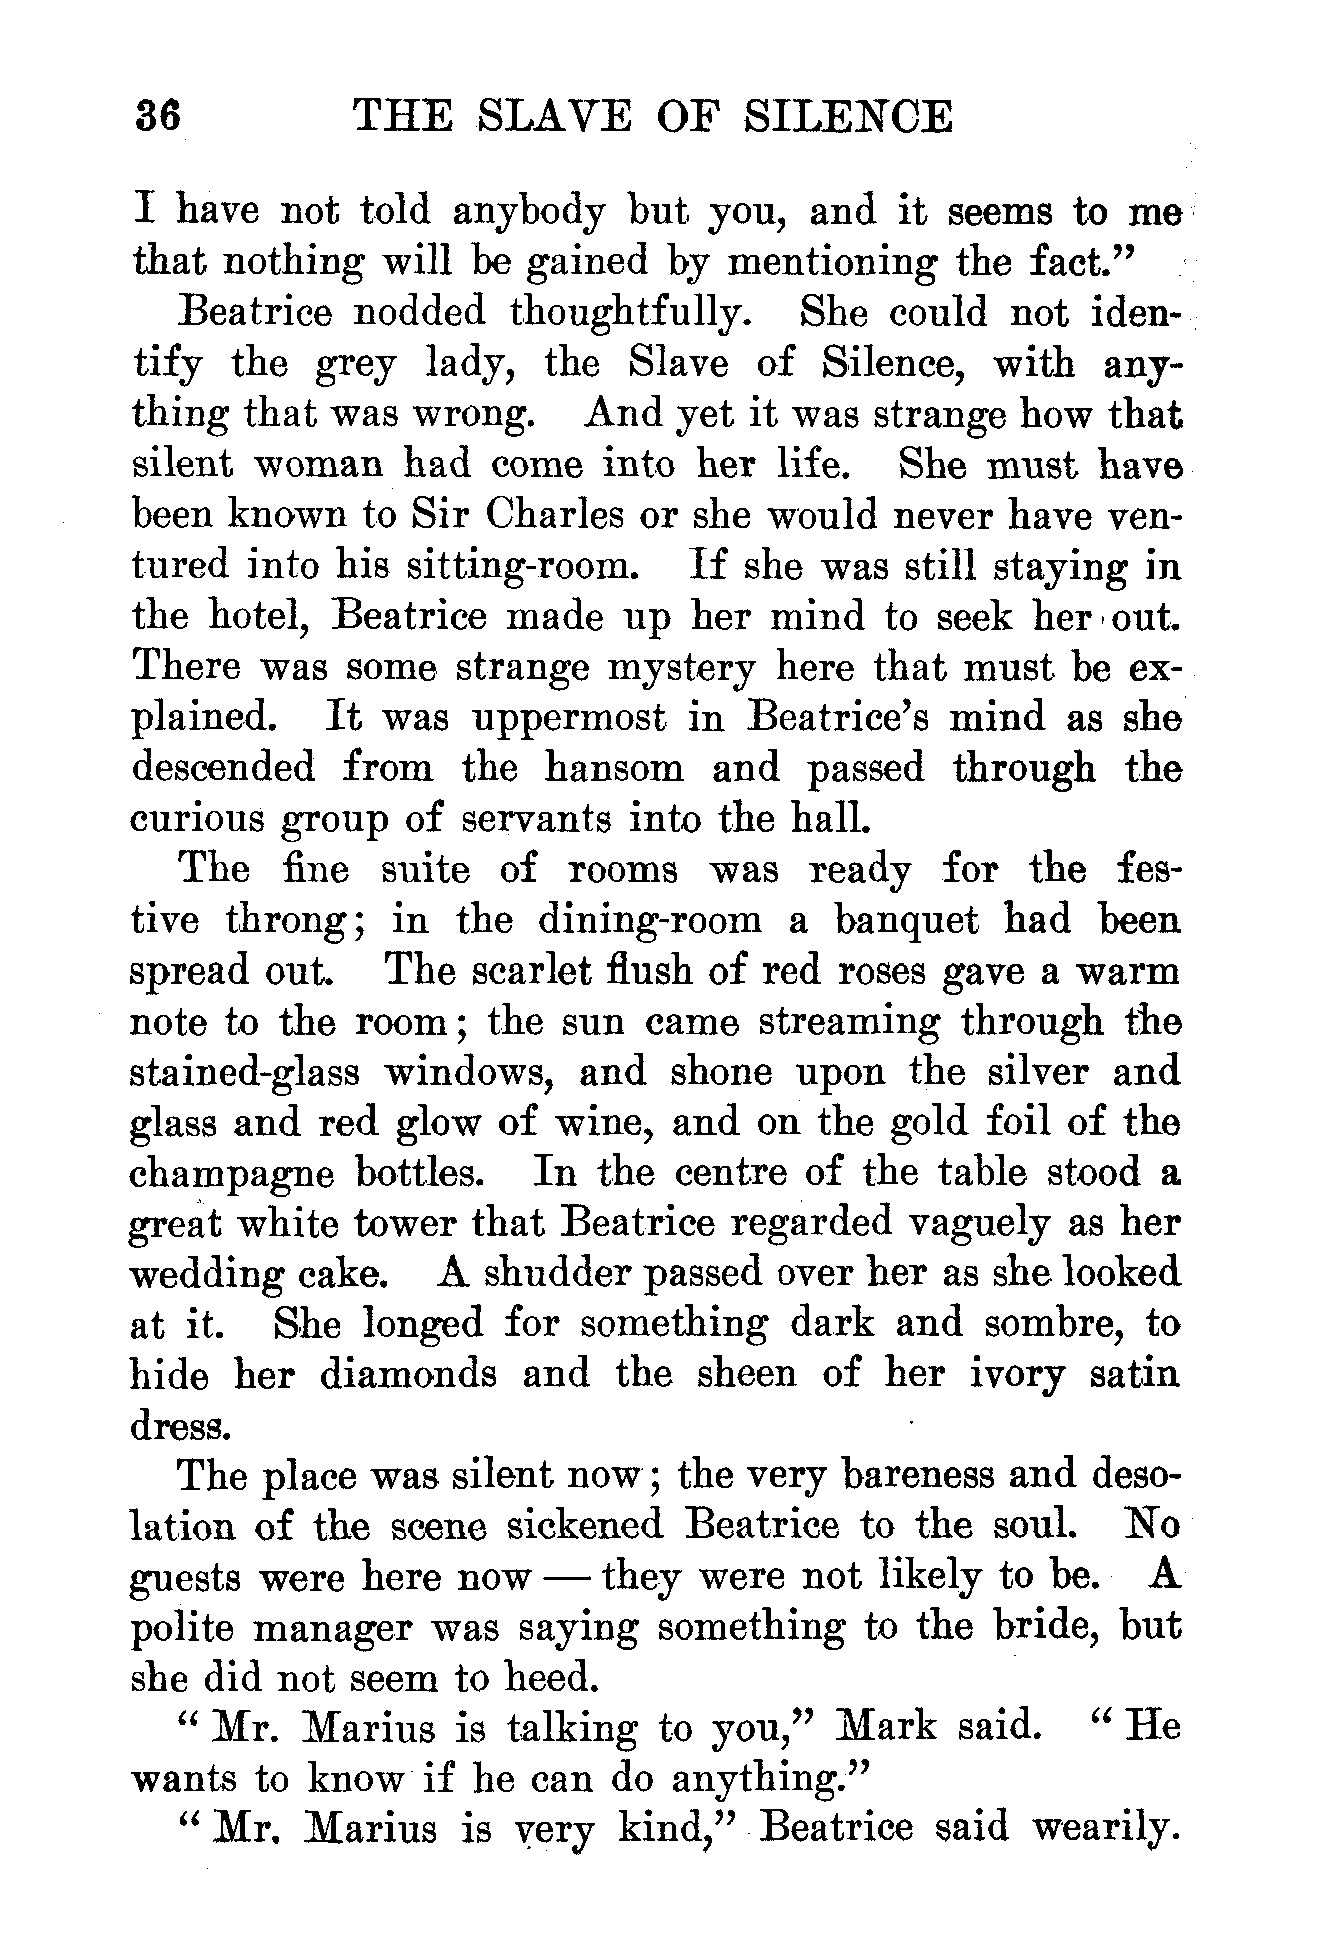 36 THE SLAVE OF SILENCE
I have not told anybody but you, and it seems to me
that nothing will be gained by mentioning the fact.”
Beatrice nodded thoughtfully. She could not iden-
tify the grey lady, the Slave of Silence, with any-
thing that was wrong. And yet it was strange how that
silent woman had come into her life. She must have
been known to Sir Charles or she would never have ven-
tured into his sitting-room. If she was still staying in
the hotel, Beatrice made up her mind to seek her out.
There was some strange mystery here that must be ex-
plained. It was uppermost in Beatrice’s mind as she
descended from the hansom and passed through the
curious group of servants into the hall.
The fine suite of rooms was ready for the fes-
tive throng; in the dining-room a banquet had been
spread out. The scarlet flush of red roses gave a warm
note to the room; the sun came streaming through the
stained-glass windows, and shone upon the silver and
glass and red glow of wine, and on the gold foil of the
champagne bottles. In the centre of the table stood a
great white tower that Beatrice regarded vaguely as her
wedding cake. A shudder passed over her as she looked
at it. She longed for something dark and sombre, to
hide her diamonds and the sheen of her ivory satin
dress.
The place was silent now; the very bareness and deso-
lation of the scene sickened Beatrice to the soul. No
guests were here now — they were not likely to be. A
polite manager was saying something to the bride, but
she did not seem to heed.
“ Mr. Marius is talking to you,” Mark said. “ He
wants to know if he can do anything.”
“ Mr. Marius is very kind,” Beatrice said wearily.